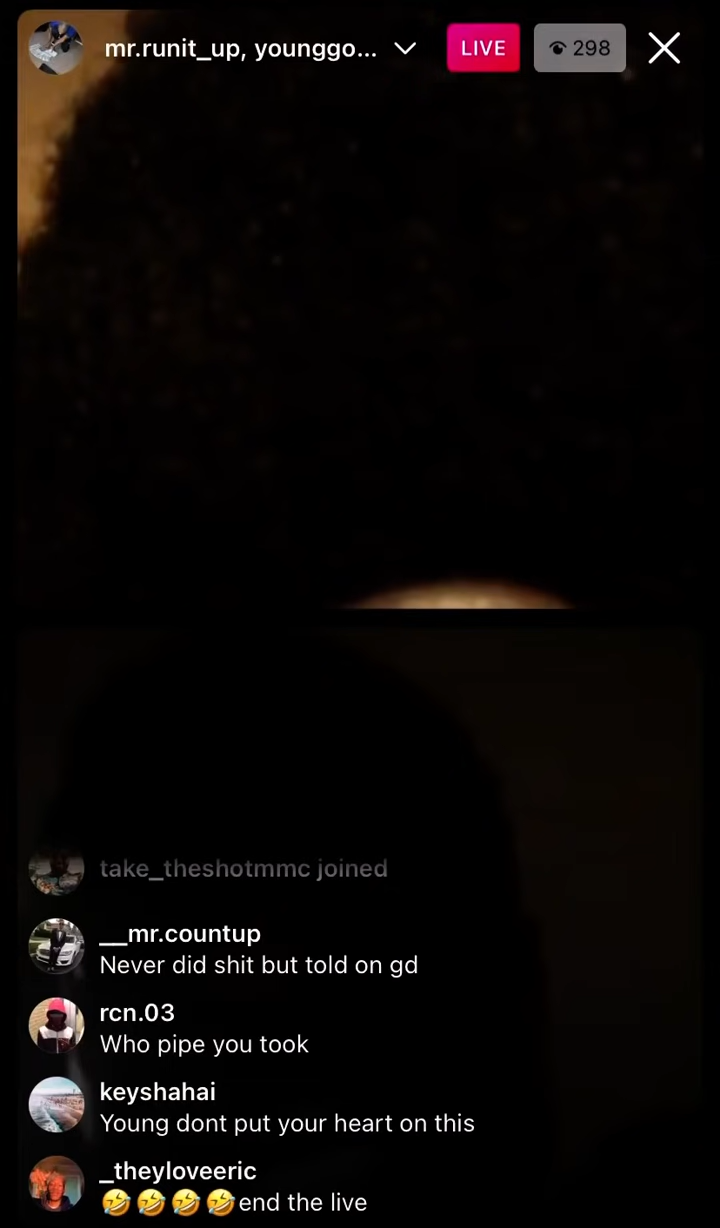 mr.runit_up, younggo...
LIVE
298
take_theshotmmc joined
__mr.countup
Never did shit but told on gd
rcn.03
Who pipe you took
keyshahai
Young dont put your heart on this
_theyloveeric
🤣🤣🤣🤣end the live